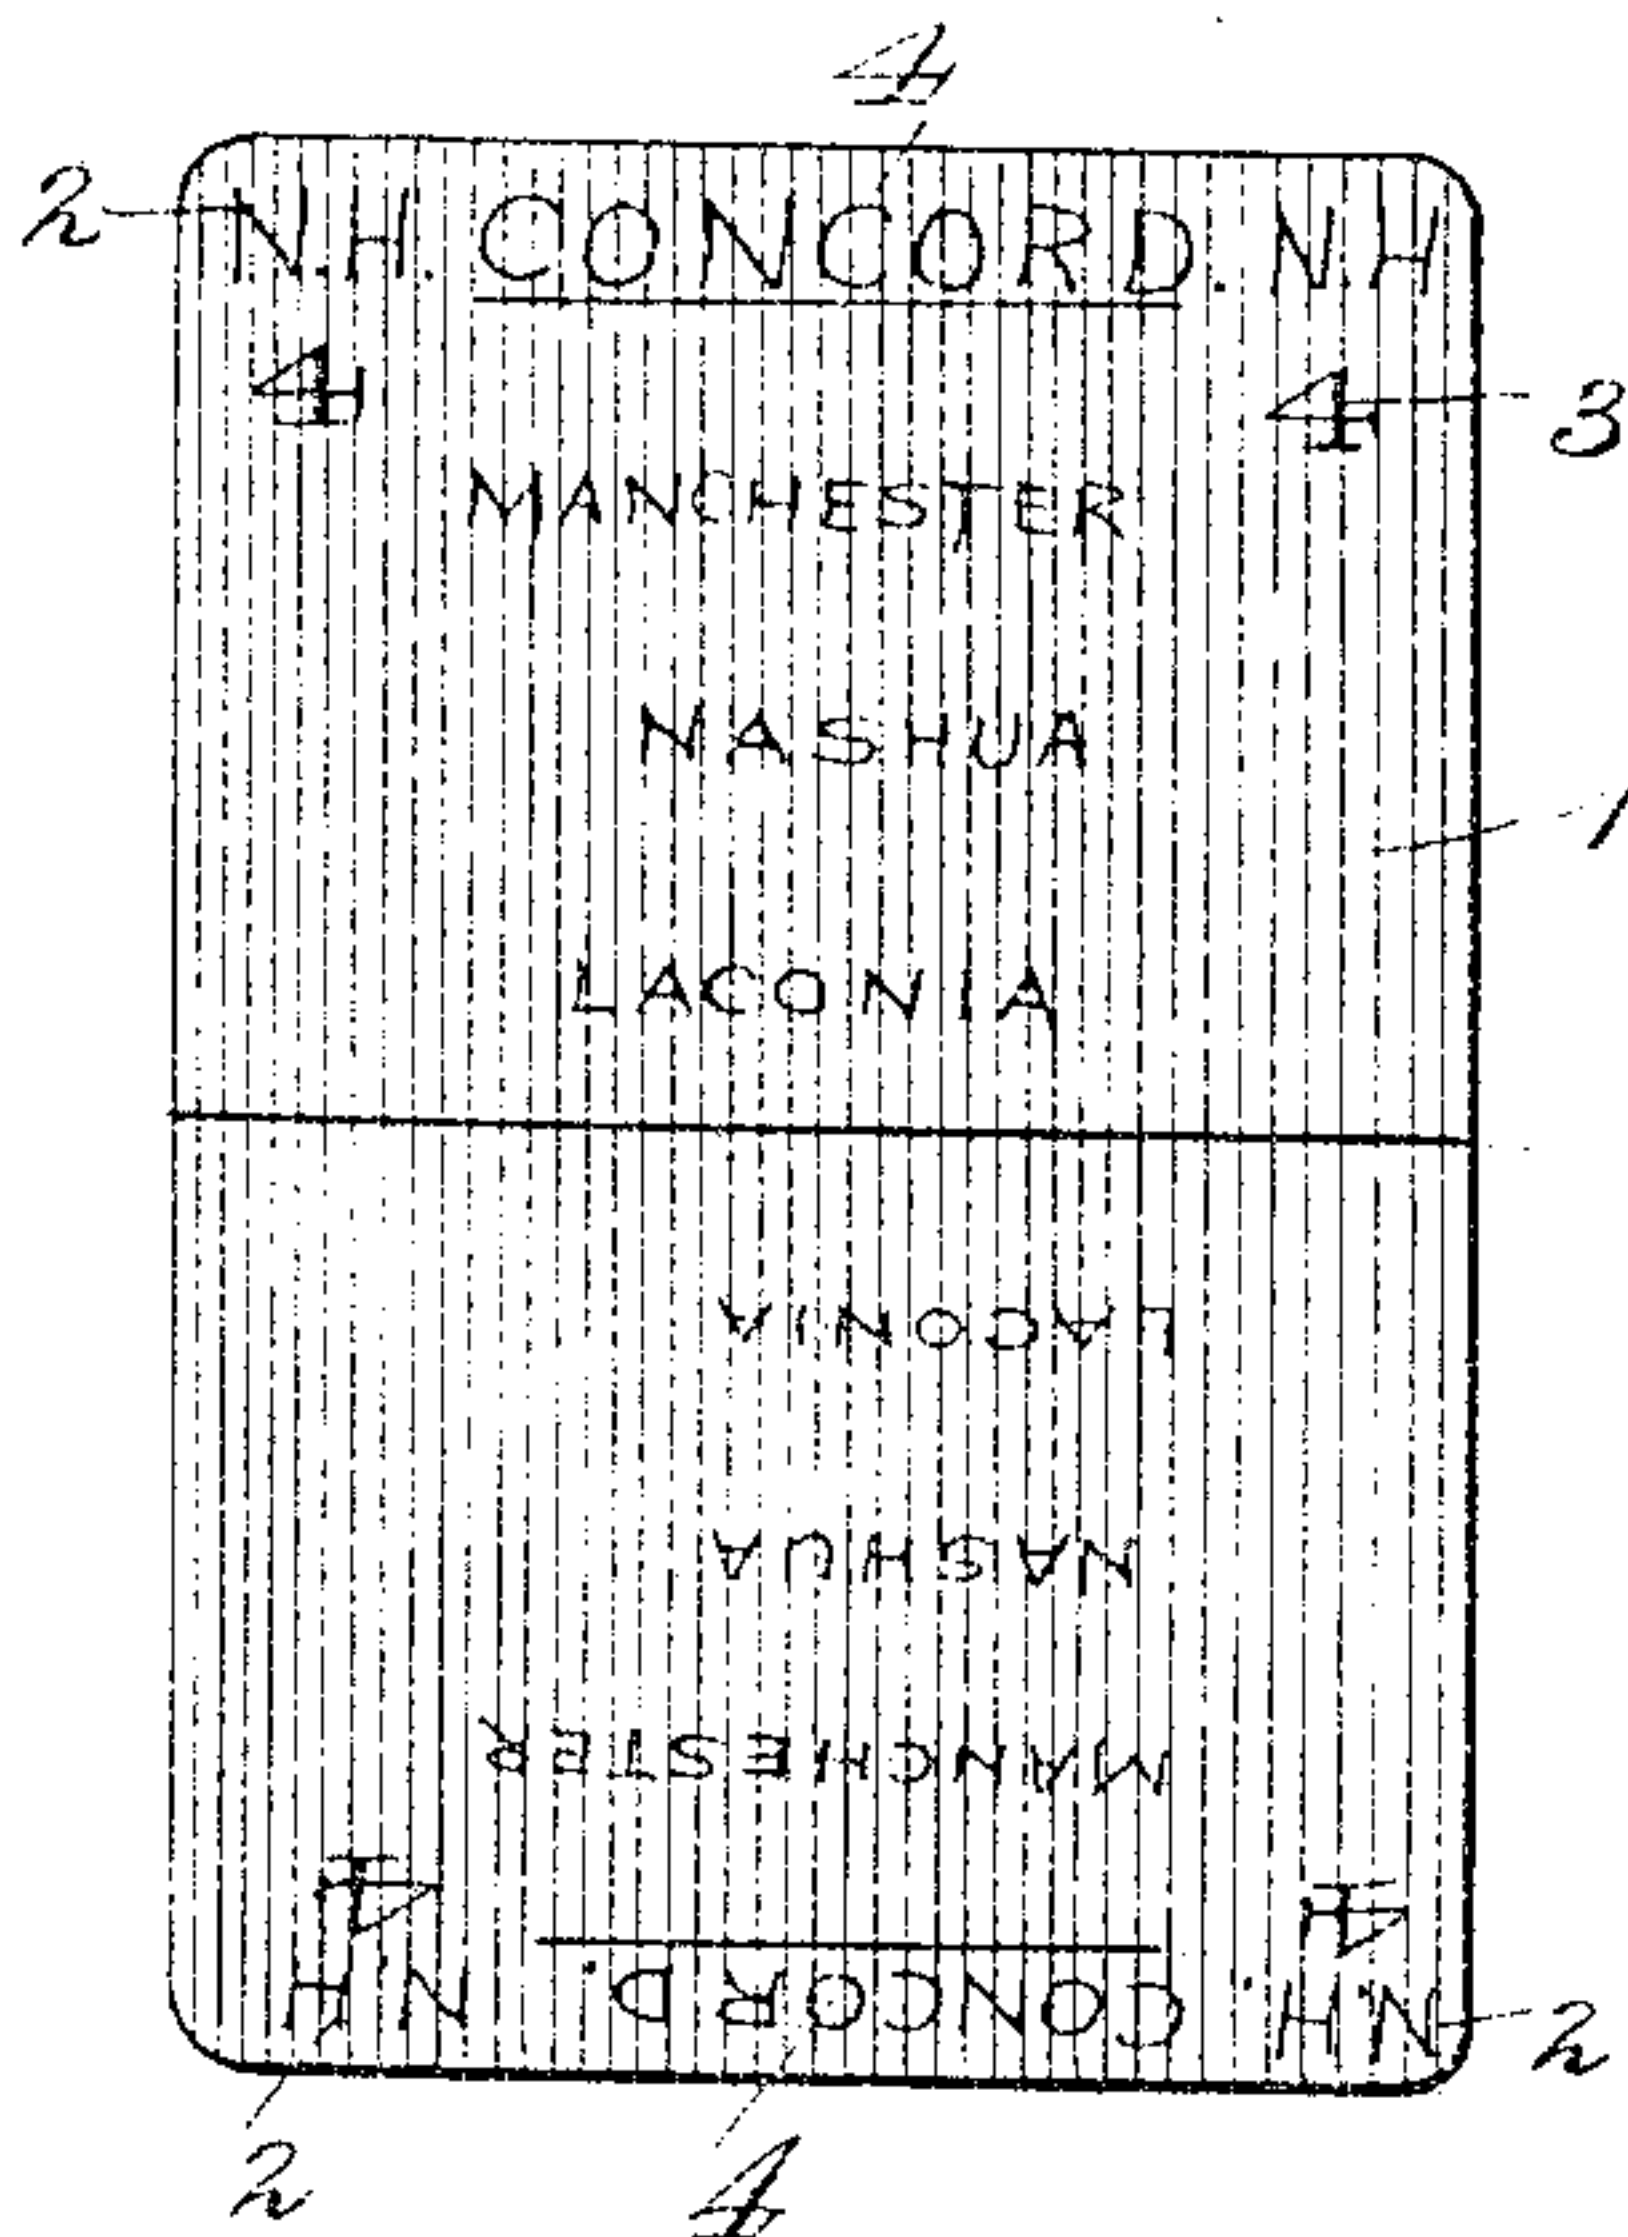 4
2 N.H. CONCORD. N.H
4 4 3
MANCHESTER
NASHUA
1
LACONIA
LACONIA
NASHUA
MANCHESTER
4 4
N.H. CONCORD. N.H 2
2 4